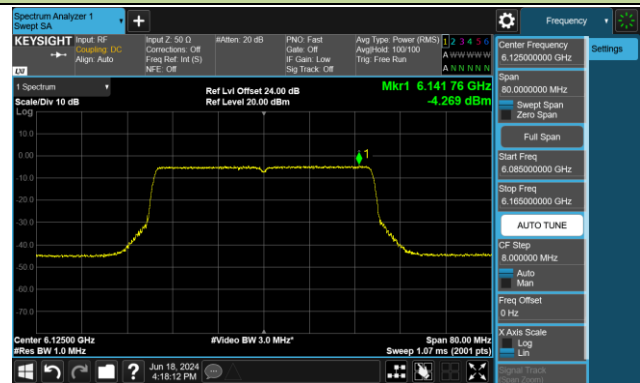 Spectrum Analyzer 1
Swept SA
Frequency
KEYSIGHT
Input: RF
Coupling: DC
Align: Auto
Input Z: 50 Ω
Corrections: Off
Freq Ref: Int (S)
NFE: Off
#Atten: 20 dB
PNO: Fast
Gate: Off
IF Gain: Low
Sig Track: Off
Avg Type: Power (RMS)
Avg|Hold: 100/100
Trig: Free Run
1 2 3 4 5 6
A W W W W W
A N N N N N
LXI
1 Spectrum
Scale/Div 10 dB
Log
Ref Lvl Offset 24.00 dB
Ref Level 20.00 dBm
Mkr1 6.141 76 GHz
-4.269 dBm
1
10.0
0.00
-10.0
-20.0
-30.0
-40.0
-50.0
-60.0
-70.0
Center 6.12500 GHz
#Res BW 1.0 MHz
#Video BW 3.0 MHz*
Span 80.00 MHz
Sweep 1.07 ms (2001 pts)
Center Frequency
6.125000000 GHz
Settings
Span
80.0000000 MHz
Swept Span
Zero Span
Full Span
Start Freq
6.085000000 GHz
Stop Freq
6.165000000 GHz
AUTO TUNE
CF Step
8.000000 MHz
Auto
Man
Freq Offset
0 Hz
X Axis Scale
Log
Lin
Signal Track
(Span Zoom)
?
Jun 18, 2024
4:18:12 PM